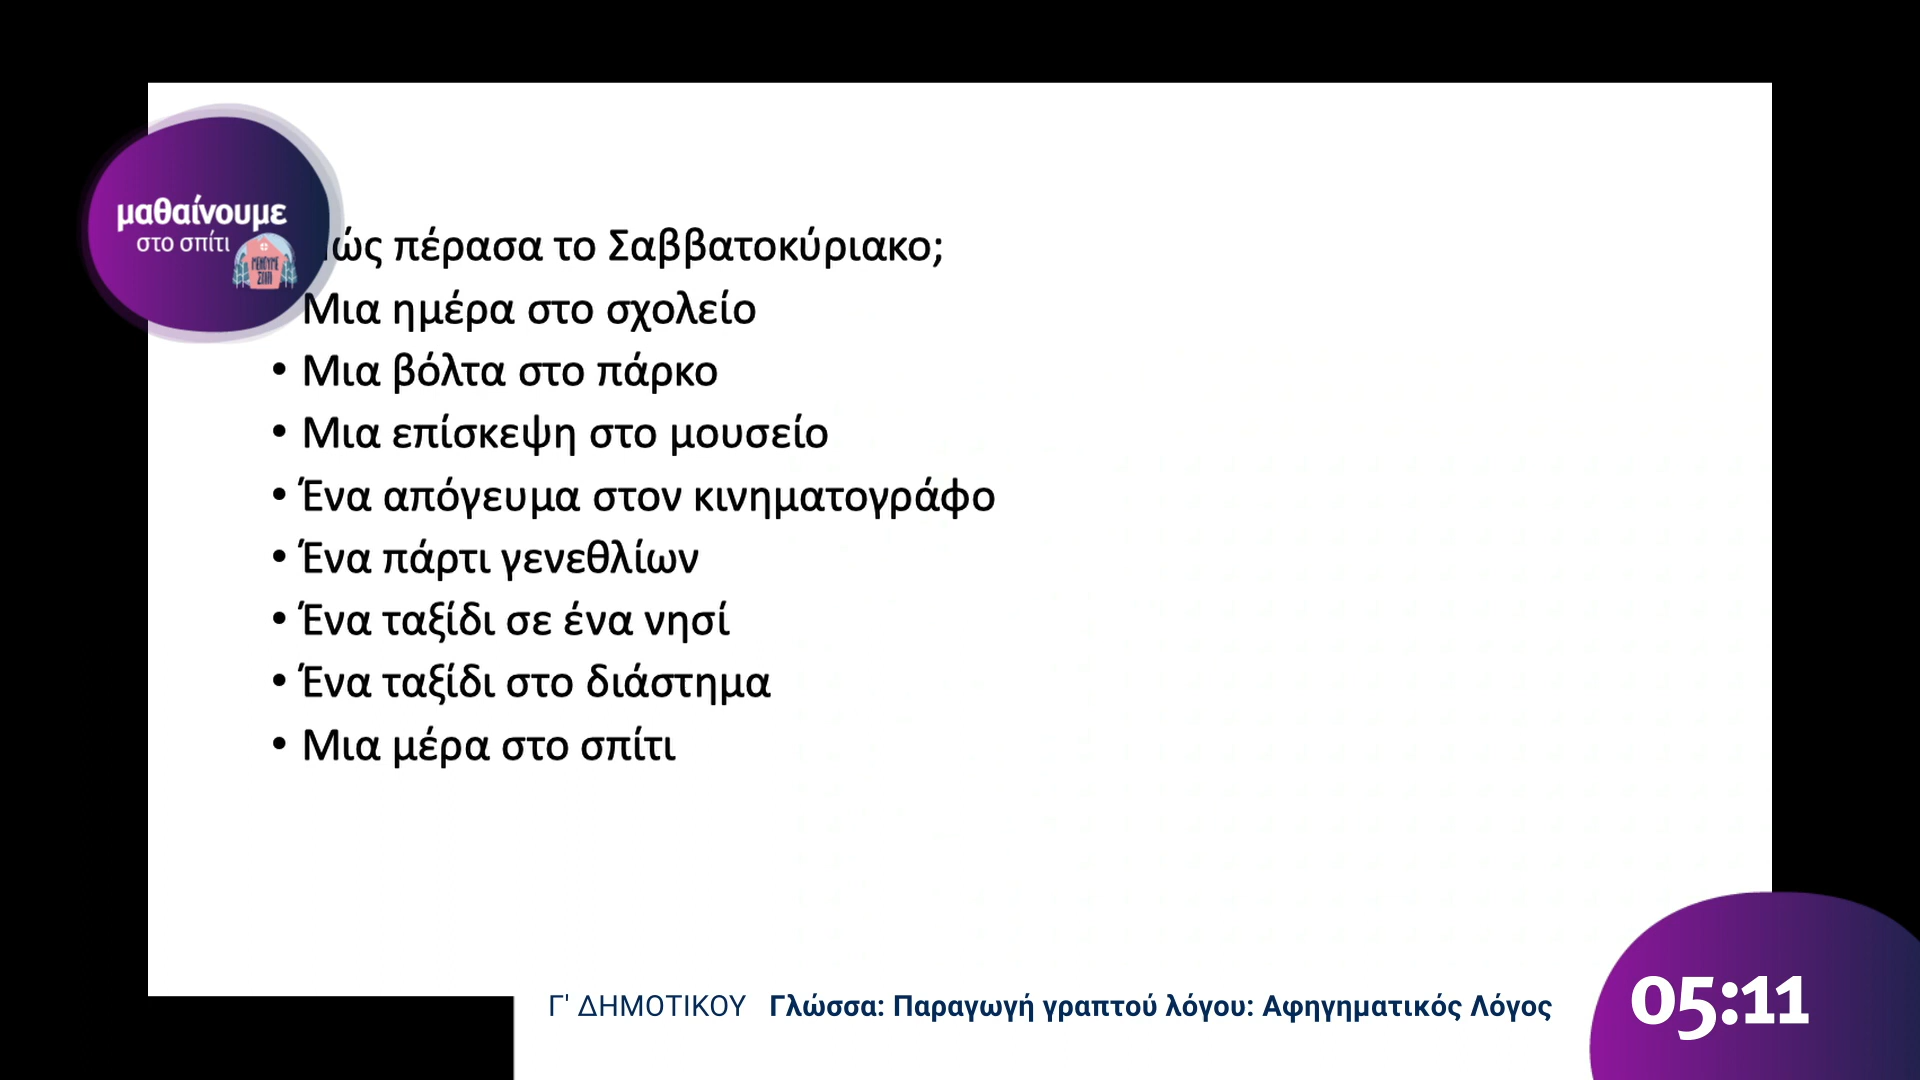 μαθαίνουμε
στο σπίτι
ΜΕΝΟΥΜΕ
ΣΠΙΤΙ
πέρασα το Σαββατοκύριακο;
Μια ημέρα στο σχολείο
• Μια βόλτα στο πάρκο
• Μια επίσκεψη στο μουσείο
• Ένα απόγευμα στον κινηματογράφο
• Ένα πάρτι γενεθλίων
• Ένα ταξίδι σε ένα νησί
• Ένα ταξίδι στο διάστημα
• Μια μέρα στο σπίτι
Γ' ΔΗΜΟΤΙΚΟΥ Γλώσσα: Παραγωγή γραπτού λόγου: Αφηγηματικός Λόγος
05:11